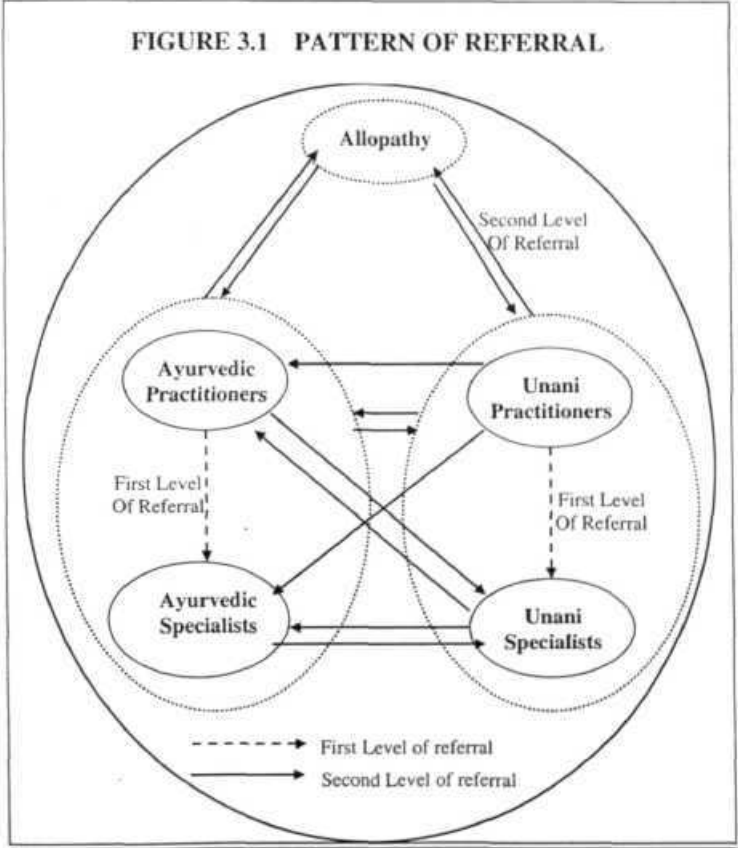 FIGURE 3.1 PATTERN OF REFERRAL
Allopathy
Second Level
Of Referral
Ayurvedic
Practitioners
Unani
Practitioners
First Level
Of Referral
First Level
Of Referral
Ayurvedic
Specialists
Unani
Specialists
First Level of referral
Second Level of referral